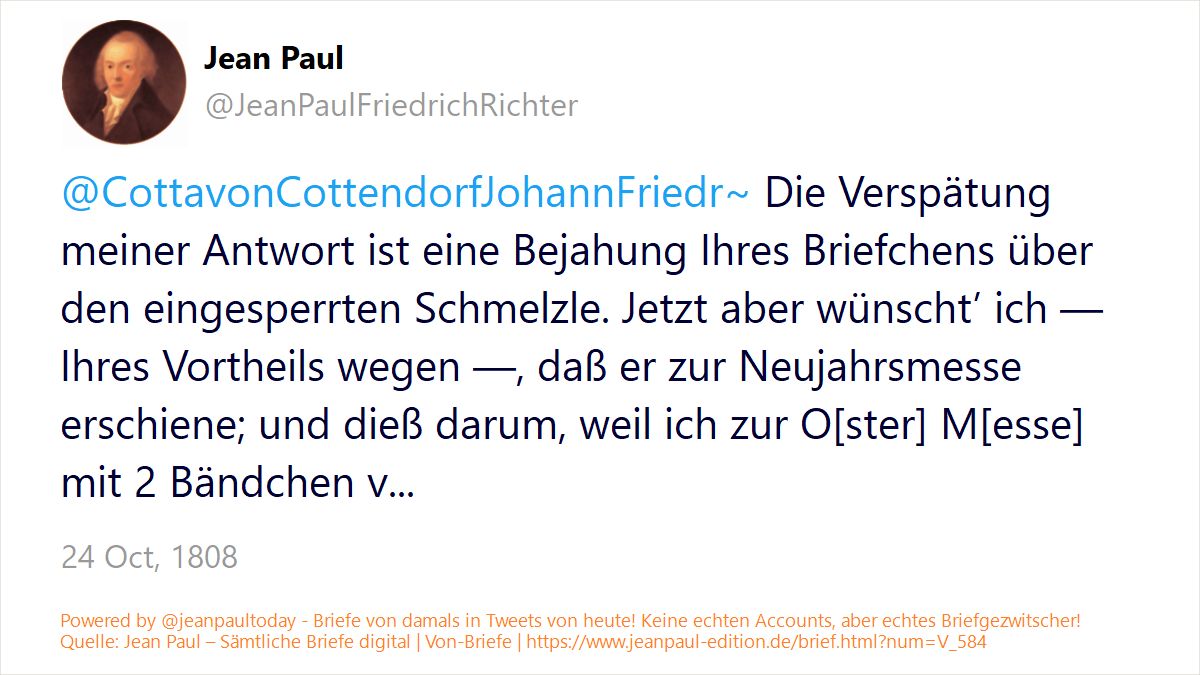 Jean Paul
@JeanPaulFriedrichRichter
@CottavonCottendorfJohannFriedr~ Die Verspätung
meiner Antwort ist eine Bejahung Ihres Briefchens über
den eingesperrten Schmelzle. Jetzt aber wünscht’ ich —
Ihres Vortheils wegen —, daß er zur Neujahrsmesse
erschiene; und dieß darum, weil ich zur O[ster] M[esse]
mit 2 Bändchen v...
24 Oct, 1808
Powered by @jeanpaultoday - Briefe von damals in Tweets von heute! Keine echten Accounts, aber echtes Briefgezwitscher!
Quelle: Jean Paul – Sämtliche Briefe digital | Von-Briefe | https://www.jeanpaul-edition.de/brief.html?num=V_584